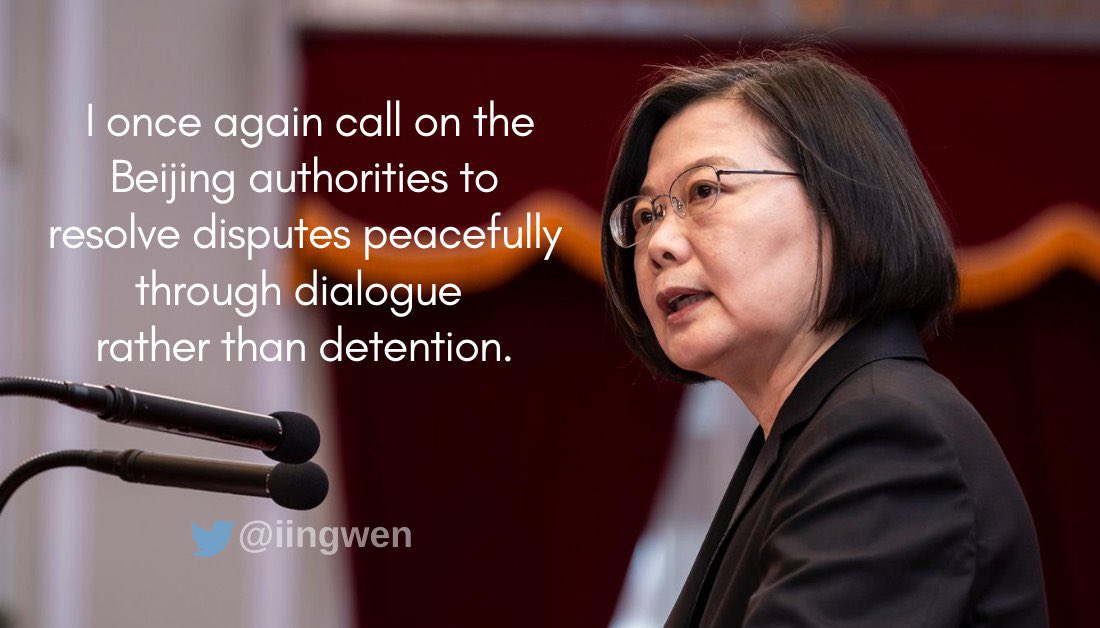 I once again call on the
Beijing authorities to
resolve disputes peacefully
through dialogue
rather than detention.
@iingwen